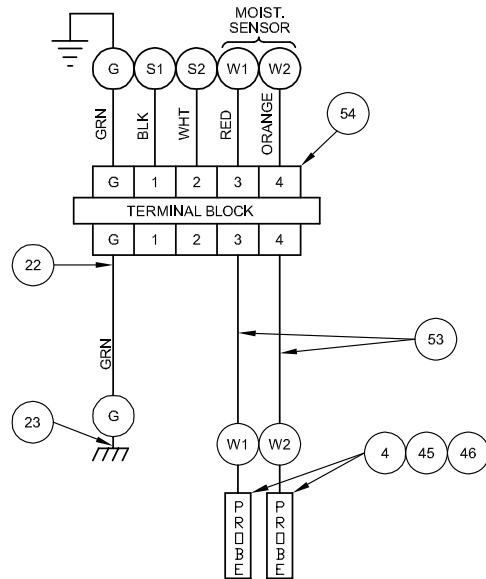 MOIST.
SENSOR
G S1 S2 W1 W2
GRN BLK WHT RED ORANGE
54
G 1 2 3 4
TERMINAL BLOCK
G 1 2 3 4
22
53
GRN
G
23
W1 W2
4 45 46
PROBE PROBE